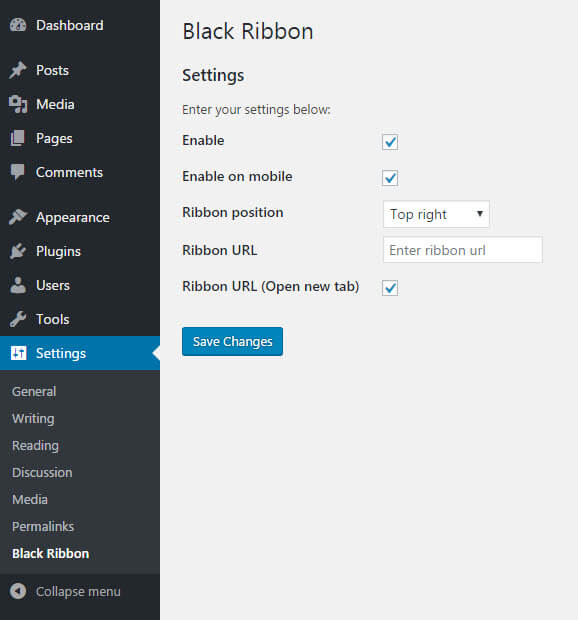 Dashboard
Posts
Media
Pages
Comments
Appearance
Plugins
Users
Tools
Settings
General
Writing
Reading
Discussion
Media
Permalinks
Black Ribbon
Collapse menu
Black Ribbon
Settings
Enter your settings below:
Enable
Enable on mobile
Ribbon position Top right
Ribbon URL Enter ribbon url
Ribbon URL (Open new tab)
Save Changes